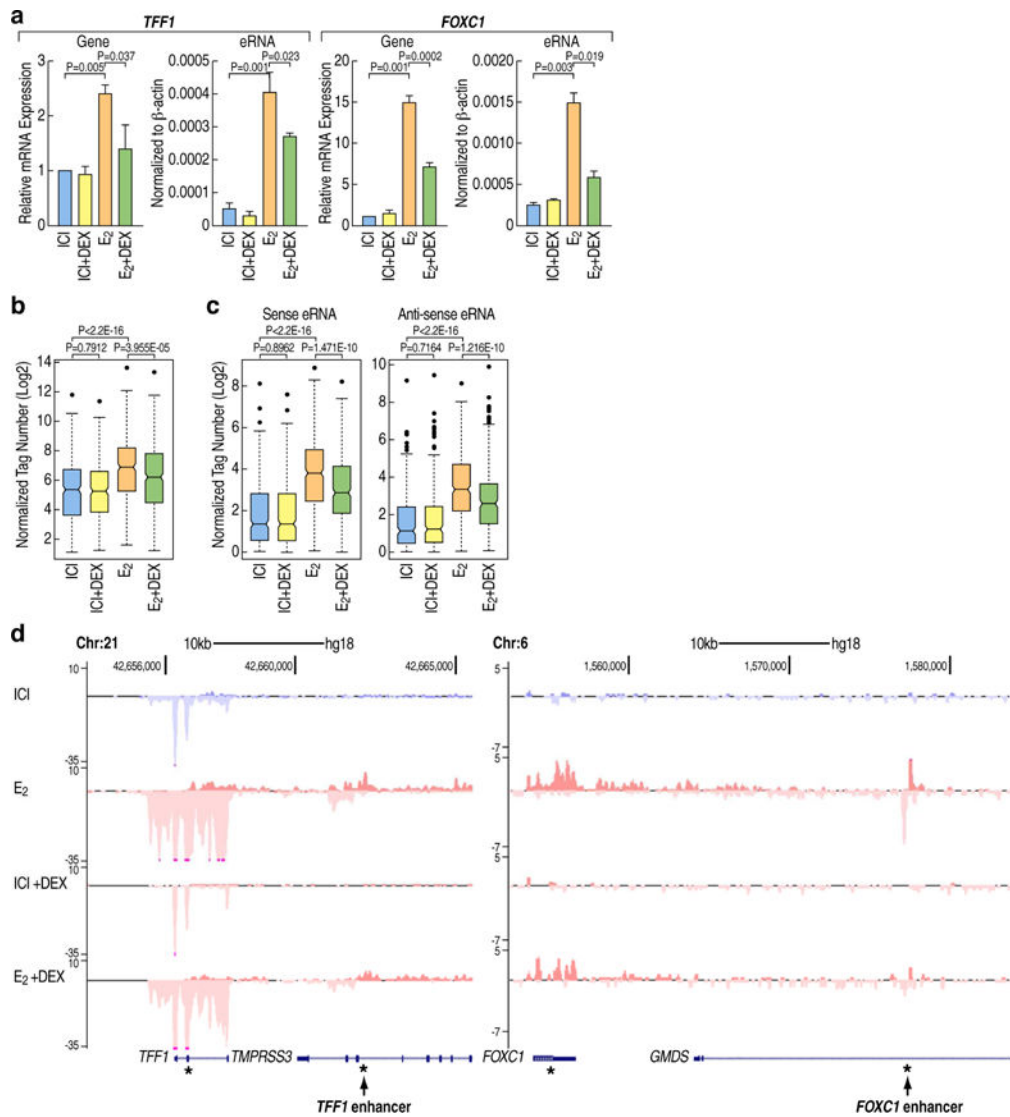 a
TFF1
FOXC1
Gene
eRNA
Gene
eRNA
P=0.037
P=0.005
3
2
1
0
Relative mRNA Expression
ICI
ICI+DEX
E2
E2+DEX
P=0.023
P=0.001
0.0005
0.0004
0.0003
0.0002
0.0001
0
Normalized to β-actin
ICI
ICI+DEX
E2
E2+DEX
P=0.0002
P=0.001
20
15
10
5
0
Relative mRNA Expression
ICI
ICI+DEX
E2
E2+DEX
P=0.019
P=0.003
0.0020
0.0015
0.0010
0.0005
0
Normalized to β-actin
ICI
ICI+DEX
E2
E2+DEX
b
P<2.2E-16
P=0.7912
P=3.955E-05
14
12
10
8
6
4
2
Normalized Tag Number (Log2)
ICI
ICI+DEX
E2
E2+DEX
c
Sense eRNA
P<2.2E-16
P=0.8962
P=1.471E-10
8
6
4
2
0
Normalized Tag Number (Log2)
ICI
ICI+DEX
E2
E2+DEX
Anti-sense eRNA
P<2.2E-16
P=0.7164
P=1.216E-10
10
8
6
4
2
0
ICI
ICI+DEX
E2
E2+DEX
d
Chr:21
10kb
hg18
42,656,000
42,660,000
42,665,000
Chr:6
10kb
hg18
1,560,000
1,570,000
1,580,000
ICI
10
-35
5
-7
E2
10
-35
5
-7
ICI +DEX
10
-35
5
-7
E2 +DEX
10
-35
5
-7
TFF1
TMPRSS3
FOXC1
GMDS
*
*
*
*
TFF1 enhancer
FOXC1 enhancer